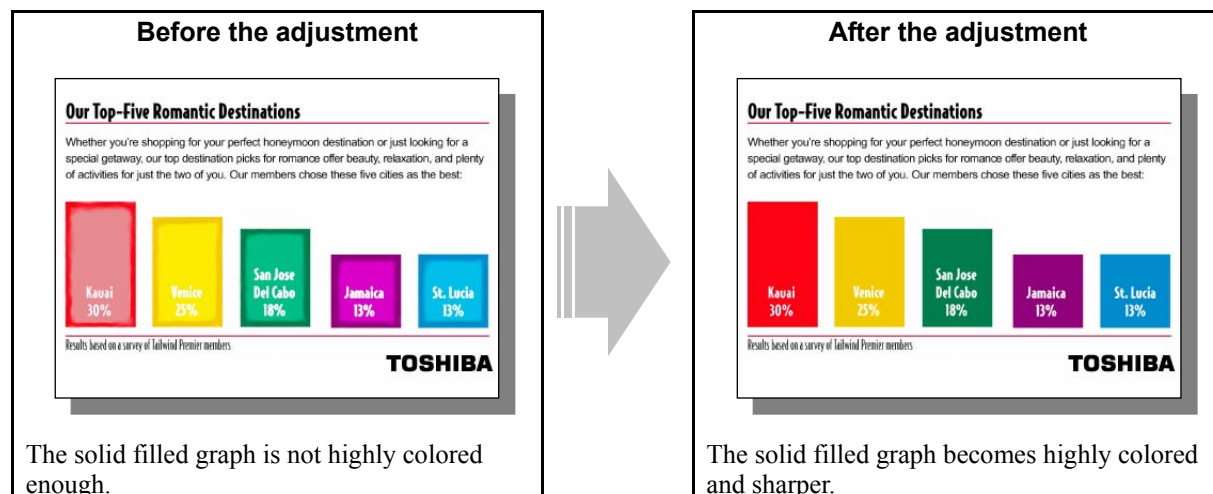 Before the adjustment
Our Top-Five Romantic Destinations
Whether you're shopping for your perfect honeymoon destination or just looking for a
special getaway, our top destination picks for romance offer beauty, relaxation, and plenty
of activities for just the two of you. Our members chose these five cities as the best:
Kauai
30%
Venice
25%
San Jose
Del Cabo
18%
Jamaica
13%
St. Lucia
13%
Results based on a survey of Tailwind Premier members
TOSHIBA
The solid filled graph is not highly colored
enough.
After the adjustment
Our Top-Five Romantic Destinations
Whether you're shopping for your perfect honeymoon destination or just looking for a
special getaway, our top destination picks for romance offer beauty, relaxation, and plenty
of activities for just the two of you. Our members chose these five cities as the best:
Kauai
30%
Venice
25%
San Jose
Del Cabo
18%
Jamaica
13%
St. Lucia
13%
Results based on a survey of Tailwind Premier members
TOSHIBA
The solid filled graph becomes highly colored
and sharper.